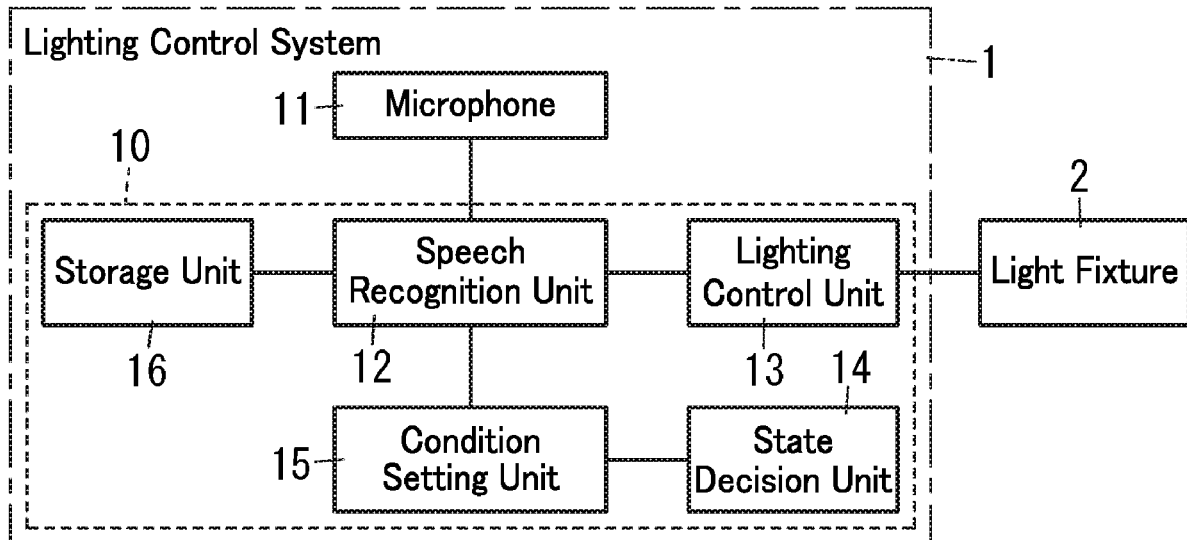 Lighting Control System
1
11
Microphone
10
2
Storage Unit
Speech
Recognition Unit
Lighting
Control Unit
Light Fixture
16
12
13
14
15
Condition
Setting Unit
State
Decision Unit